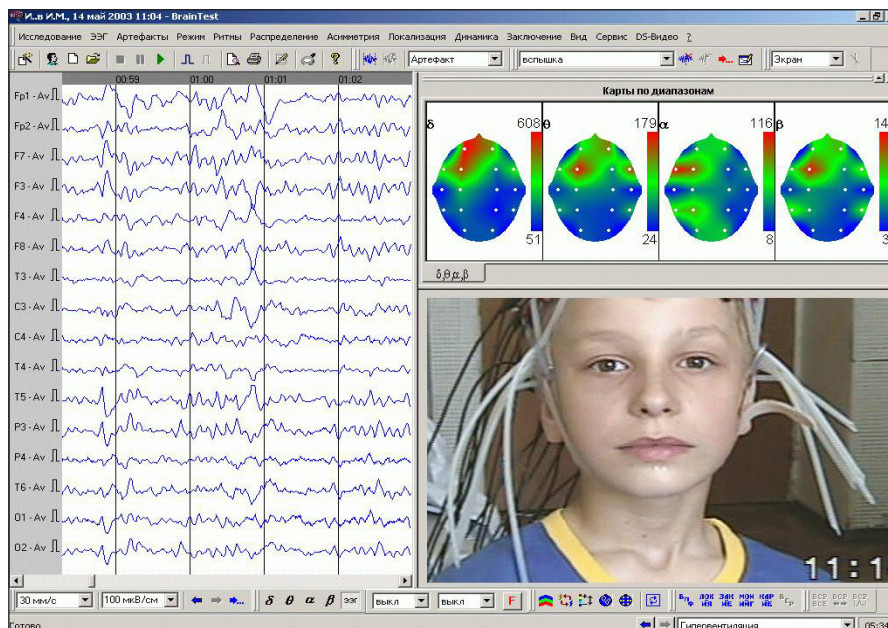 И..в И.М., 14 май 2003 11:04 - BrainTest
Исследование ЭЭГ Артефакты Режим Ритмы Распределение Асимметрия Локализация Динамика Заключение Вид Сервис DS-Видео ?
Артефакт вспышка Экран
00:59 01:00 01:01 01:02
Fp1 - Av
Fp2 - Av
F7 - Av
F3 - Av
F4 - Av
F8 - Av
T3 - Av
C3 - Av
C4 - Av
T4 - Av
T5 - Av
P3 - Av
P4 - Av
T6 - Av
O1 - Av
O2 - Av
Карты по диапазонам
δ 608 θ 179 α 116 β 14
51 24 8 3
δ,θ,α,β
11:1
30 мм/с 100 мкВ/см δ θ α β ээг выкл выкл F
Готово Гипервентиляция 05:34